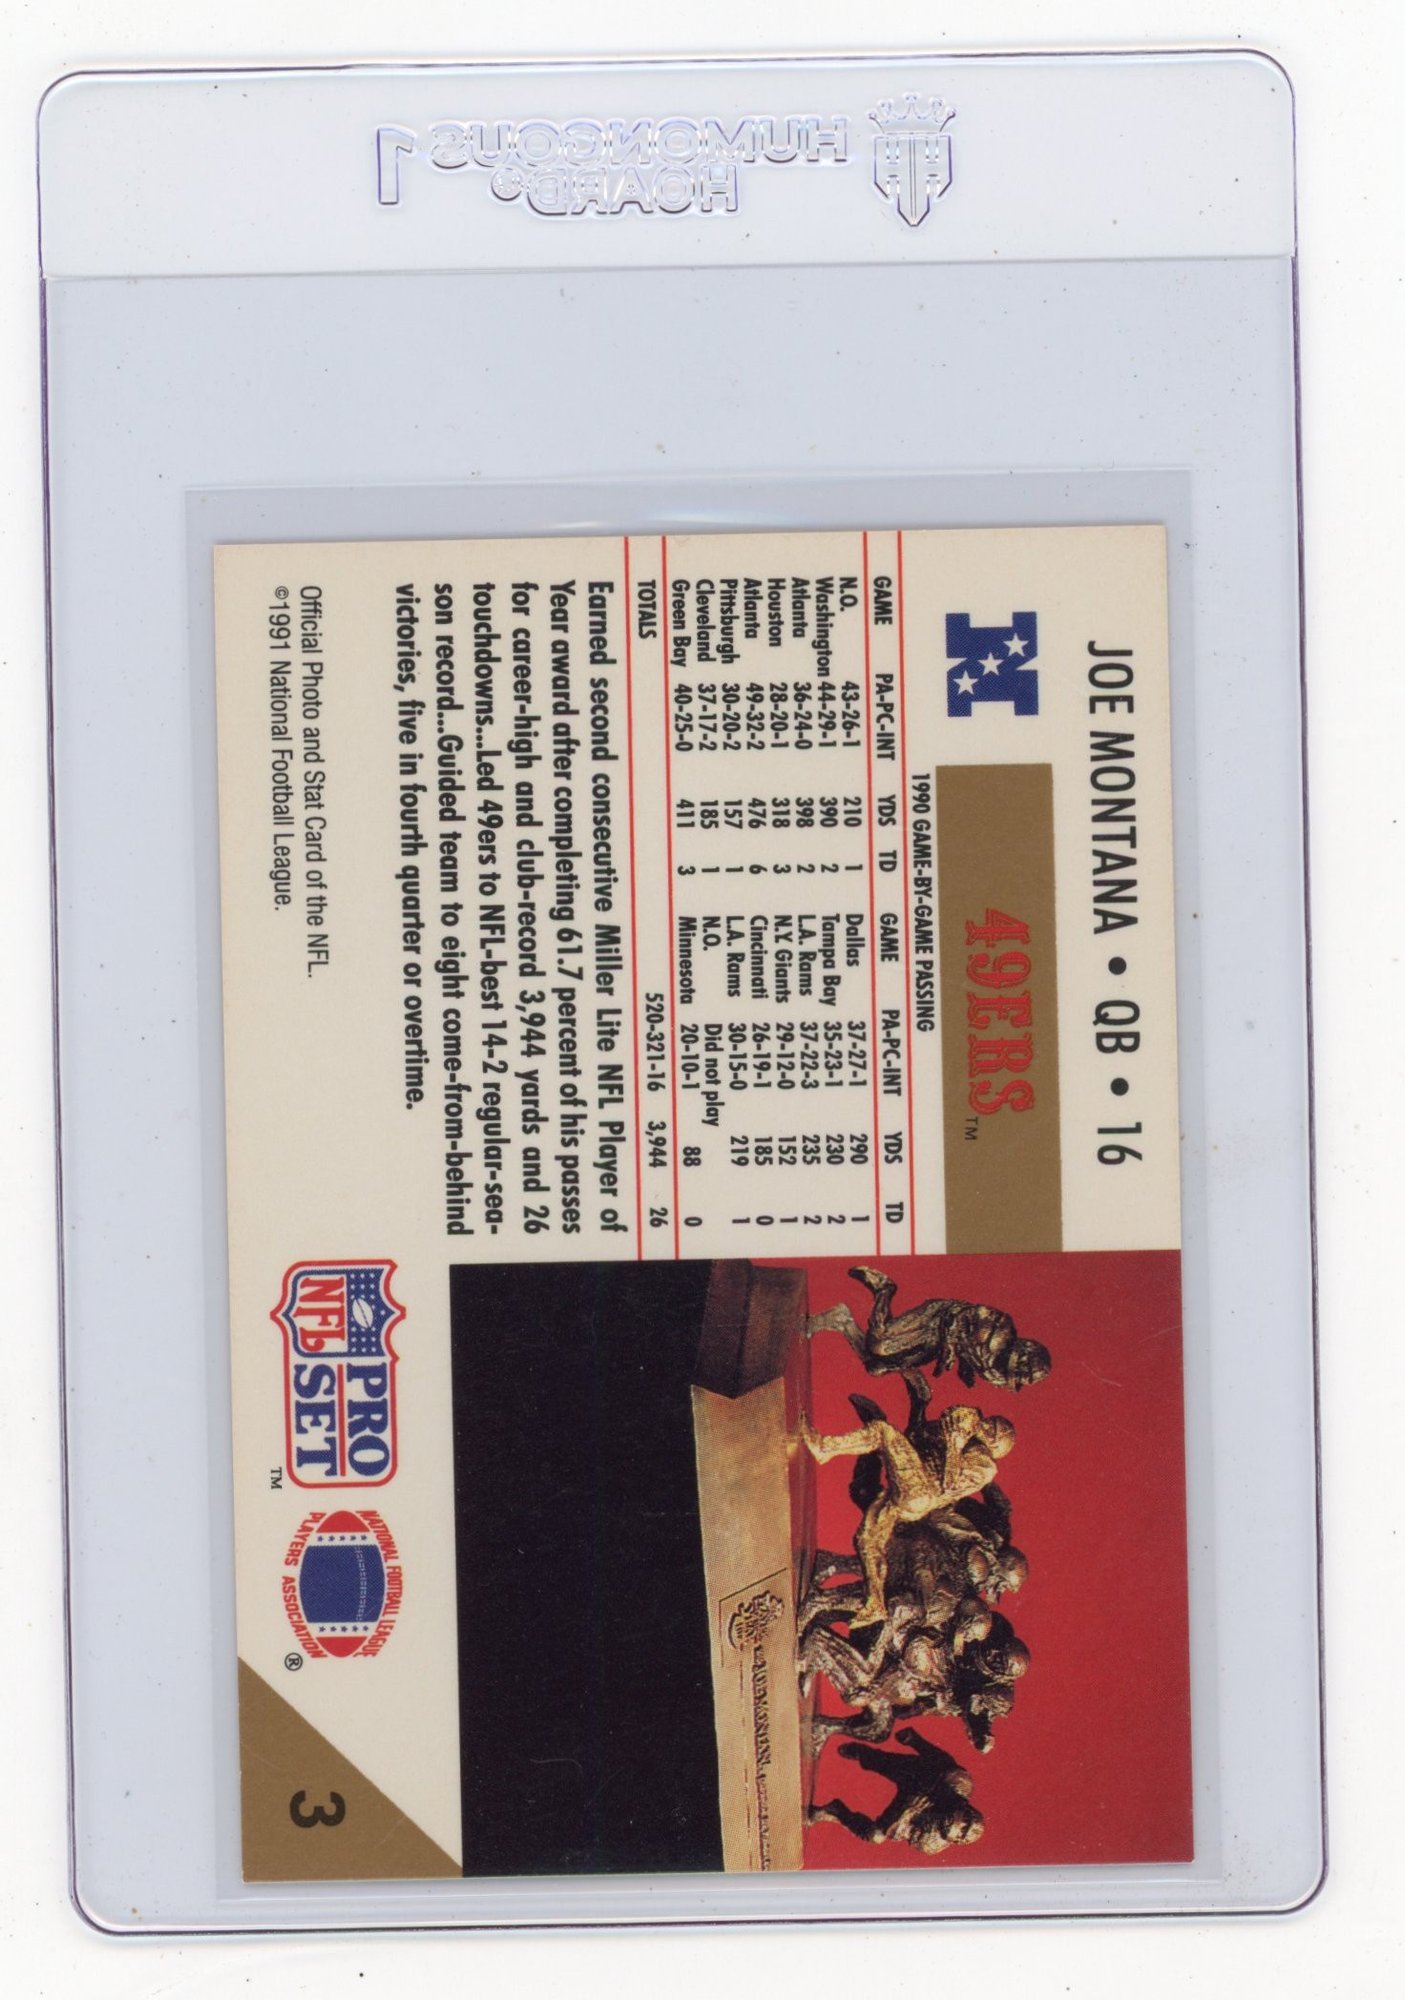 HUMONGOUS 1
HOARD®
JOE MONTANA • QB • 16
49ERS™
1990 GAME-BY-GAME PASSING
GAME PA-PC-INT YDS TD GAME PA-PC-INT YDS TD
N.O. 43-26-1 210 1 Dallas 37-27-1 290 1
Washington 44-29-1 390 2 Tampa Bay 35-23-1 230 2
Atlanta 36-24-0 398 2 L.A. Rams 37-22-3 235 2
Houston 28-20-1 318 3 N.Y Giants 29-12-0 152 1
Atlanta 49-32-2 476 6 Cincinnati 26-19-1 185 0
Pittsburgh 30-20-2 157 1 L.A. Rams 30-15-0 219 1
Cleveland 37-17-2 185 1 N.O. Did not play
Green Bay 40-25-0 411 3 Minnesota 20-10-1 88 0
TOTALS 520-321-16 3,944 26
Earned second consecutive Miller Lite NFL Player of
Year award after completing 61.7 percent of his passes
for career-high and club-record 3,944 yards and 26
touchdowns...Led 49ers to NFL-best 14-2 regular-sea-
son record...Guided team to eight come-from-behind
victories, five in fourth quarter or overtime.
Official Photo and Stat Card of the NFL.
©1991 National Football League.
NFL
PRO
SET™
NATIONAL FOOTBALL LEAGUE
PLAYERS ASSOCIATION®
3